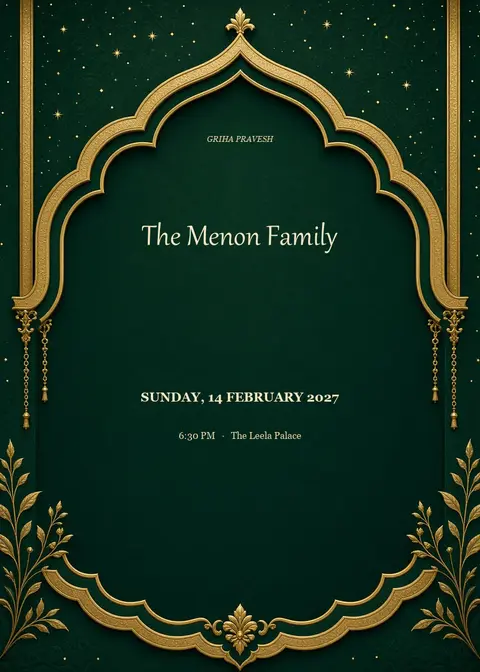 GRIHA PRAVESH
The Menon Family
SUNDAY, 14 FEBRUARY 2027
6:30 PM · The Leela Palace